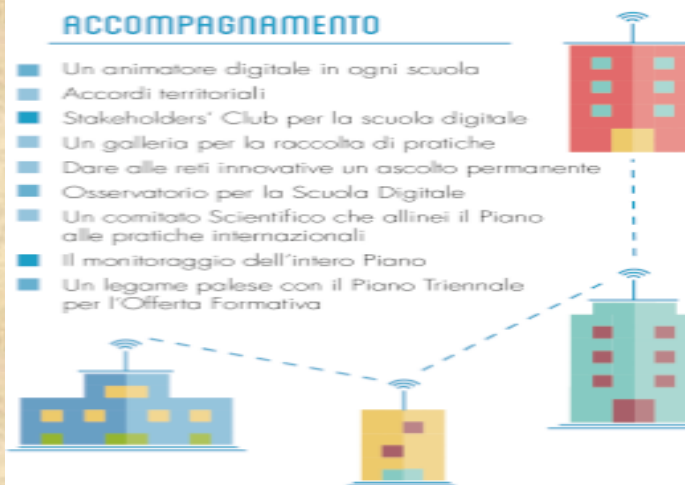 ACCOMPAGNAMENTO
Un animatore digitale in ogni scuola
Accordi territoriali
Stakeholders' Club per la scuola digitale
Un galleria per la raccolta di pratiche
Dare alle reti innovative un ascolto permanente
Osservatorio per la Scuola Digitale
Un comitato Scientifico che allinei il Piano
alle pratiche internazionali
Il monitoraggio dell'intero Piano
Un legame palese con il Piano Triennale
per l'Offerta Formativa